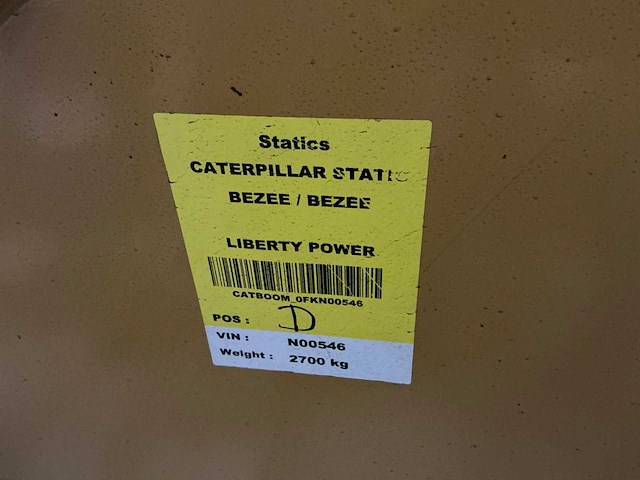 Statics
CATERPILLAR STATIC
BEZEE / BEZEE
LIBERTY POWER
CATBOOM_0FKN00546
POS : D
VIN : N00546
Weight : 2700 kg